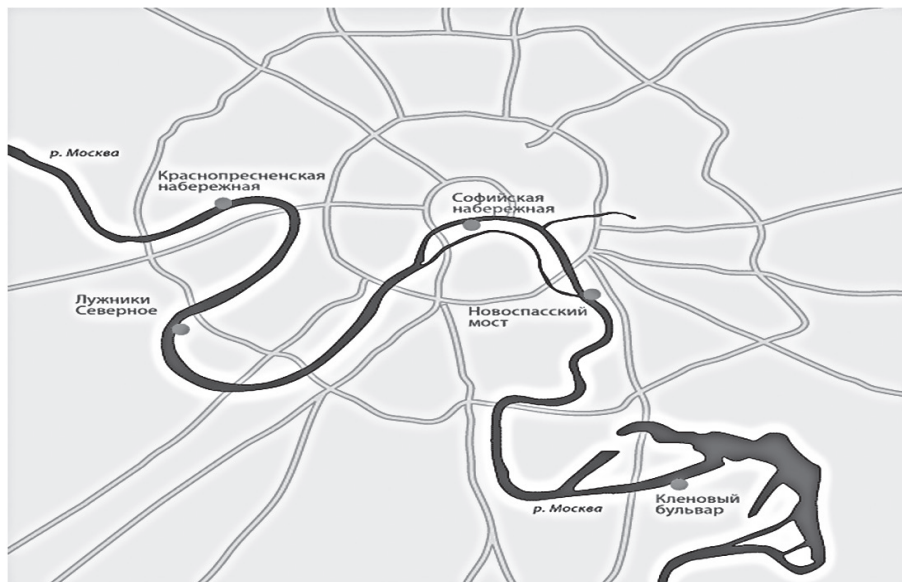 р. Москва
Краснопресненская
набережная
Софийская
набережная
Лужники
Северное
Новоспасский
мост
Кленовый
бульвар
р. Москва